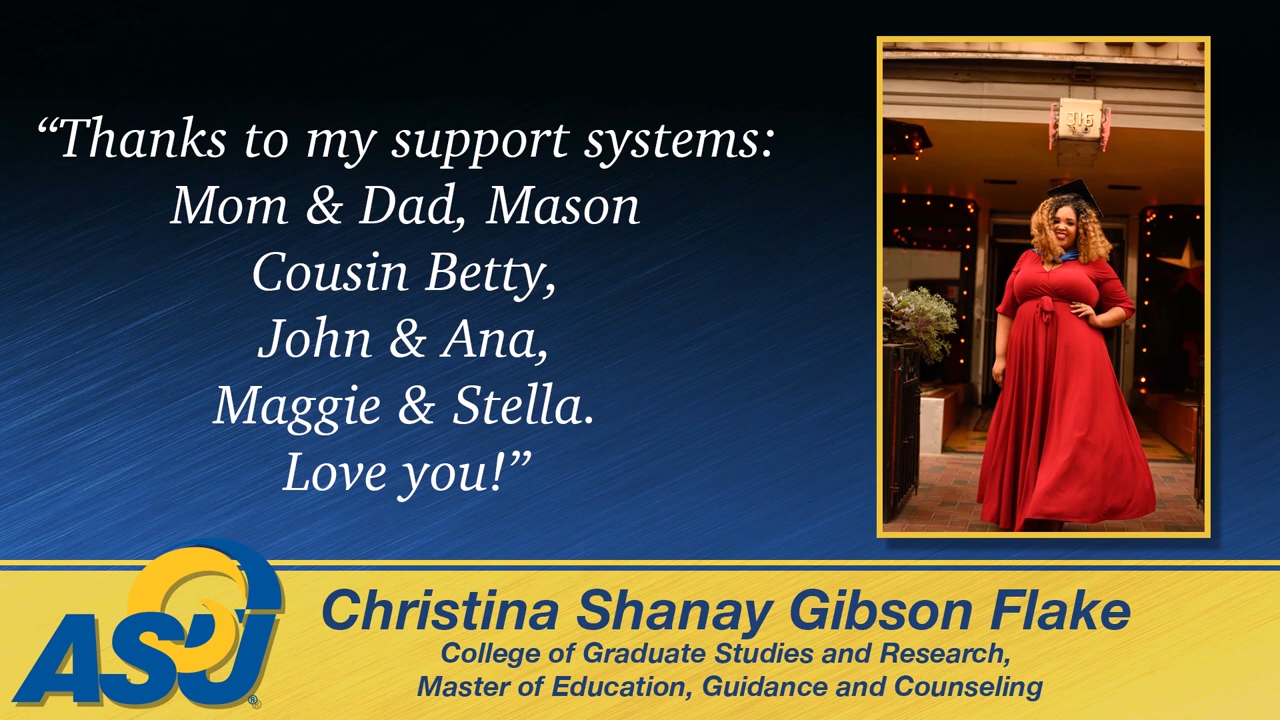 “Thanks to my support systems:
Mom & Dad, Mason
Cousin Betty,
John & Ana,
Maggie & Stella.
Love you!”
316
ASU
®
Christina Shanay Gibson Flake
College of Graduate Studies and Research,
Master of Education, Guidance and Counseling